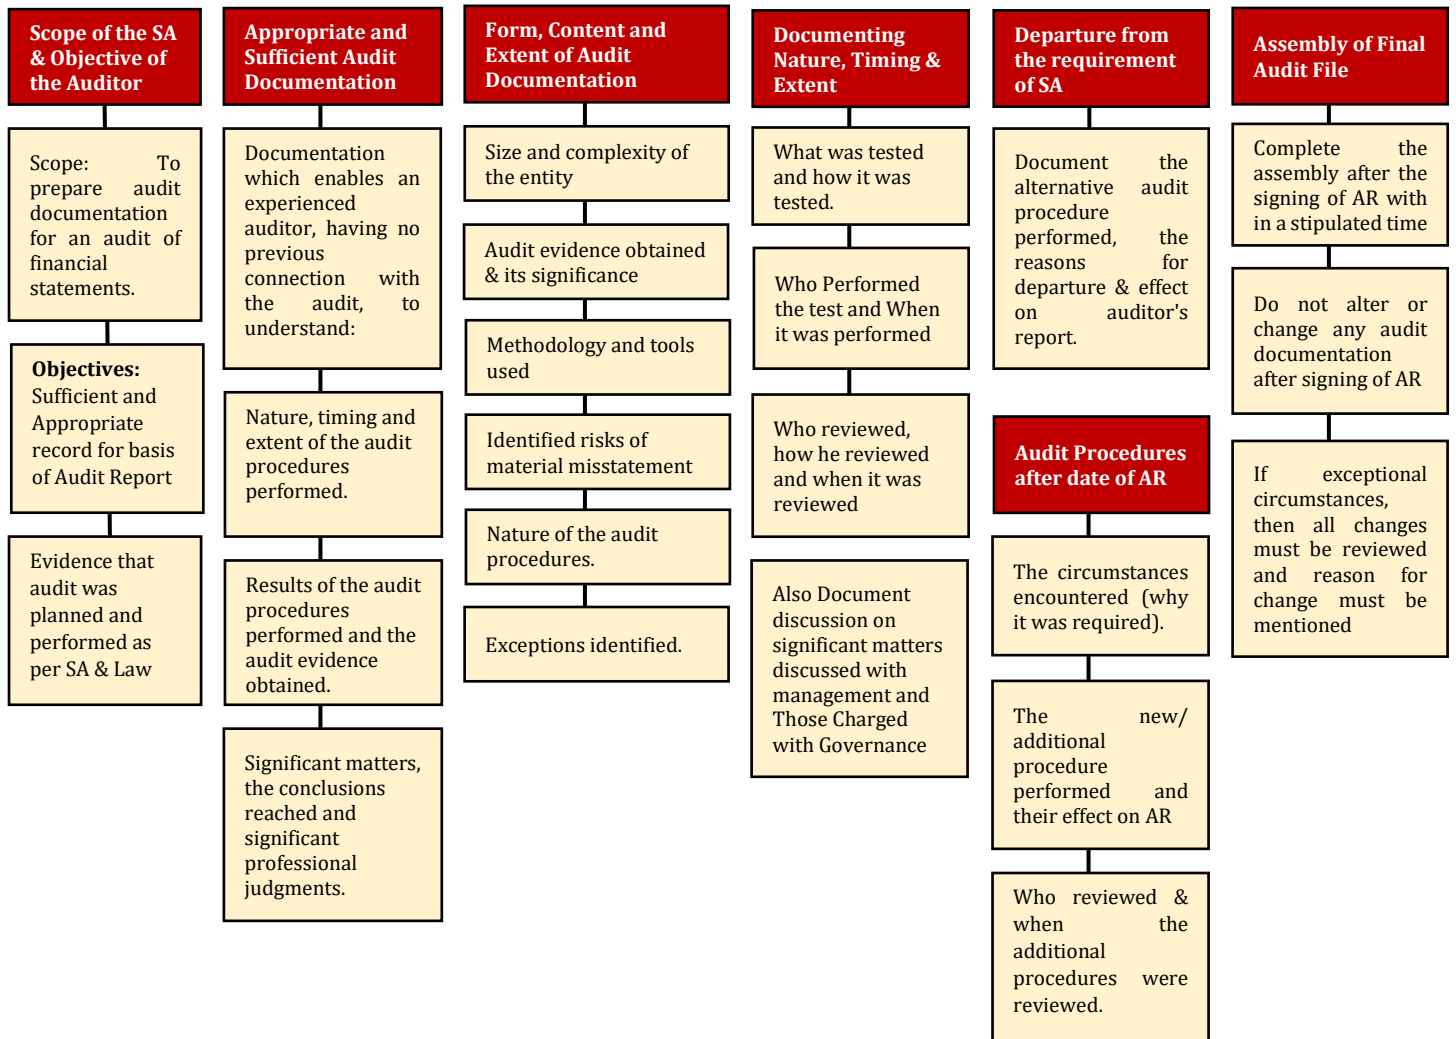 Scope of the SA
& Objective of
the Auditor
Scope: To
prepare audit
documentation
for an audit of
financial
statements.
Objectives:
Sufficient and
Appropriate
record for basis
of Audit Report
Evidence that
audit was
planned and
performed as
per SA & Law
Appropriate and
Sufficient Audit
Documentation
Documentation
which enables an
experienced
auditor, having no
previous
connection with
the audit, to
understand:
Nature, timing and
extent of the audit
procedures
performed.
Results of the audit
procedures
performed and the
audit evidence
obtained.
Significant matters,
the conclusions
reached and
significant
professional
judgments.
Form, Content and
Extent of Audit
Documentation
Size and complexity of
the entity
Audit evidence obtained
& its significance
Methodology and tools
used
Identified risks of
material misstatement
Nature of the audit
procedures.
Exceptions identified.
Documenting
Nature, Timing &
Extent
What was tested
and how it was
tested.
Who Performed
the test and When
it was performed
Who reviewed,
how he reviewed
and when it was
reviewed
Also Document
discussion on
significant matters
discussed with
management and
Those Charged
with Governance
Departure from
the requirement
of SA
Document the
alternative audit
procedure
performed, the
reasons for
departure & effect
on auditor's
report.
Audit Procedures
after date of AR
The circumstances
encountered (why
it was required).
The new/
additional
procedure
performed and
their effect on AR
Who reviewed &
when the
additional
procedures were
reviewed.
Assembly of Final
Audit File
Complete the
assembly after the
signing of AR with
in a stipulated time
Do not alter or
change any audit
documentation
after signing of AR
If exceptional
circumstances,
then all changes
must be reviewed
and reason for
change must be
mentioned